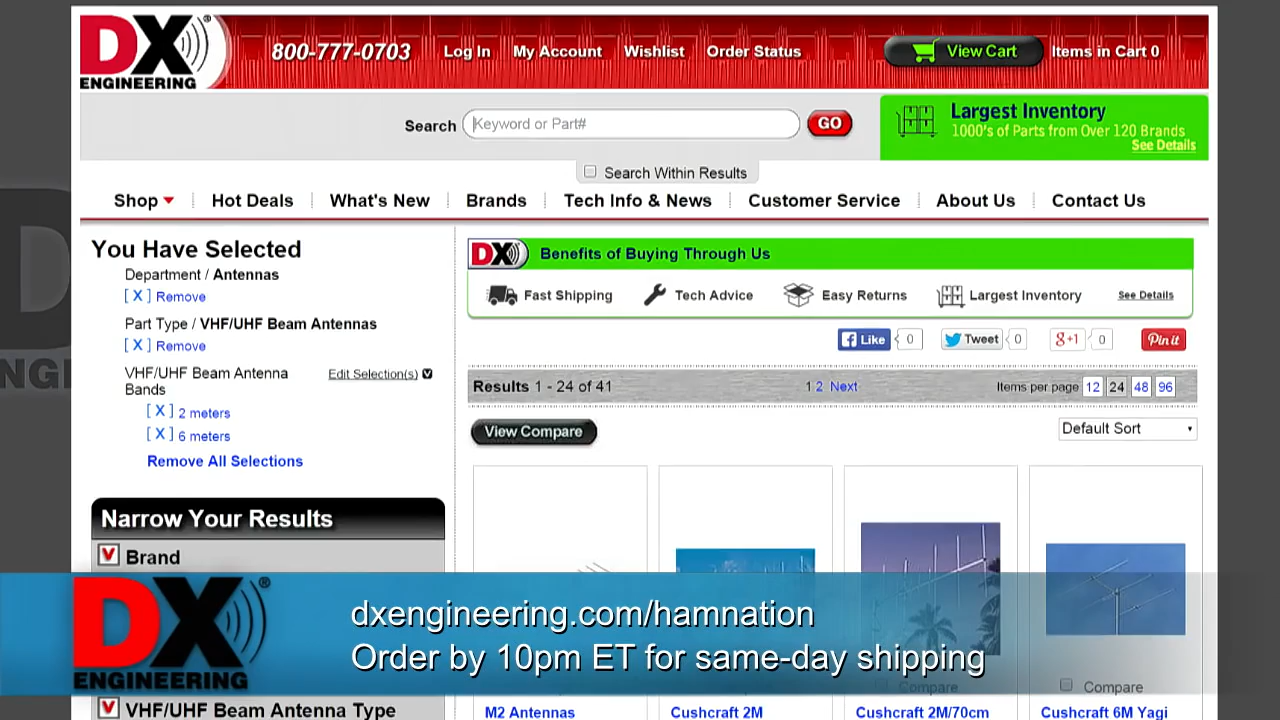 DX
ENGINEERING
®
800-777-0703
Log In
My Account
Wishlist
Order Status
View Cart
Items in Cart 0
Search
Keyword or Part#
GO
Largest Inventory
1000's of Parts from Over 120 Brands
See Details
Search Within Results
Shop
Hot Deals
What's New
Brands
Tech Info & News
Customer Service
About Us
Contact Us
You Have Selected
Department / Antennas
[ X ] Remove
Part Type / VHF/UHF Beam Antennas
[ X ] Remove
VHF/UHF Beam Antenna
Bands
Edit Selection(s)
[ X ] 2 meters
[ X ] 6 meters
Remove All Selections
Narrow Your Results
Brand
DX
Benefits of Buying Through Us
Fast Shipping
Tech Advice
Easy Returns
Largest Inventory
See Details
Like
0
Tweet
0
g+1
0
Pin it
Results 1 - 24 of 41
1 2 Next
Items per page 12 24 48 96
View Compare
Default Sort
DX
ENGINEERING
®
dxengineering.com/hamnation
Order by 10pm ET for same-day shipping
Compare
Compare
VHF/UHF Beam Antenna Type
M2 Antennas
Cushcraft 2M
Cushcraft 2M/70cm
Cushcraft 6M Yagi
D
ENGI